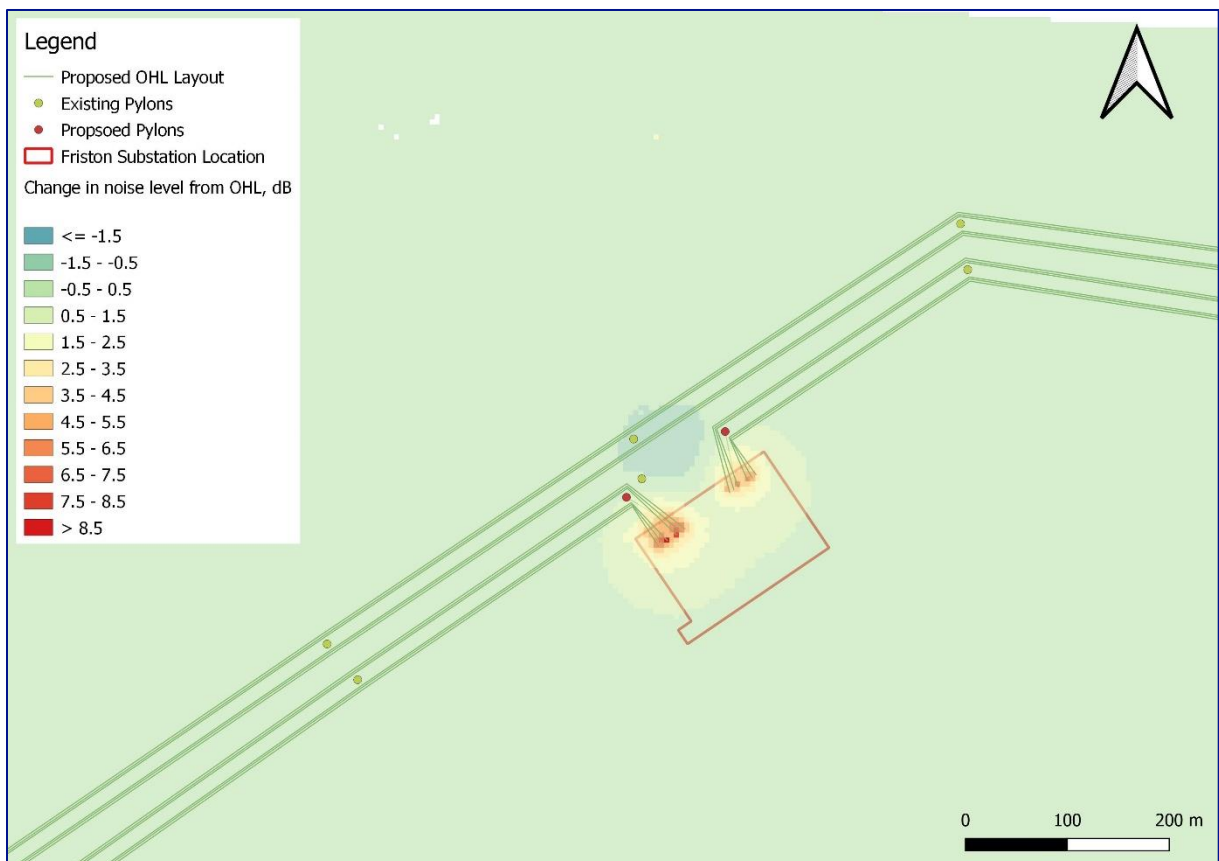 Legend
Proposed OHL Layout
Existing Pylons
Propsoed Pylons
Friston Substation Location
Change in noise level from OHL, dB
<= -1.5
-1.5 - -0.5
-0.5 - 0.5
0.5 - 1.5
1.5 - 2.5
2.5 - 3.5
3.5 - 4.5
4.5 - 5.5
5.5 - 6.5
6.5 - 7.5
7.5 - 8.5
> 8.5
0 100 200 m